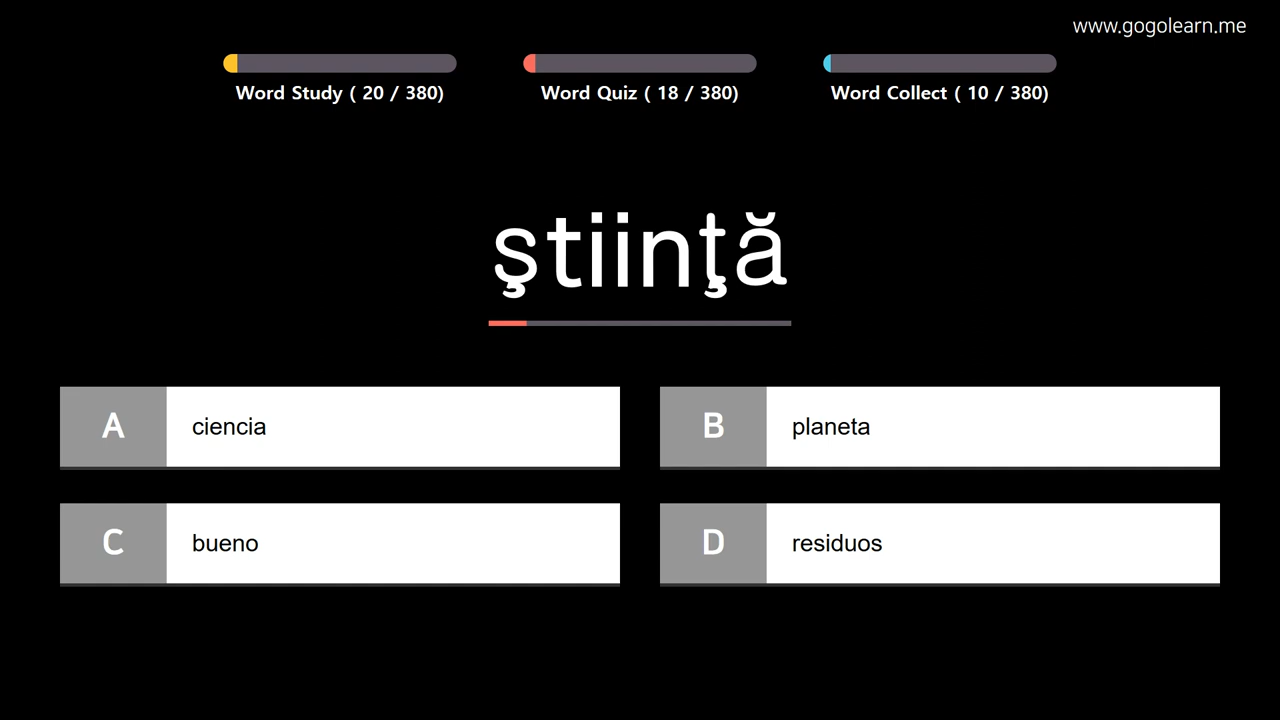 www.gogolearn.me
Word Study ( 20 / 380)
Word Quiz ( 18 / 380)
Word Collect ( 10 / 380)
ştiinţă
A ciencia
B planeta
C bueno
D residuos